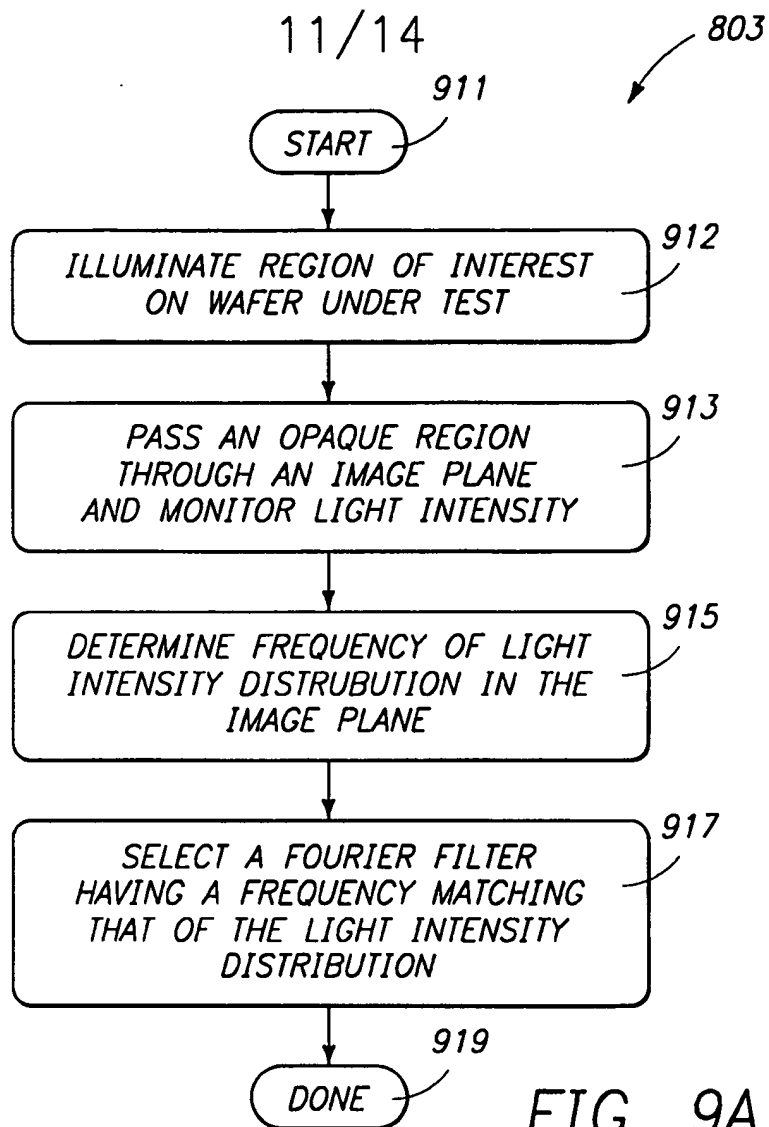 11/14
803
911
START
912
ILLUMINATE REGION OF INTEREST
ON WAFER UNDER TEST
913
PASS AN OPAQUE REGION
THROUGH AN IMAGE PLANE
AND MONITOR LIGHT INTENSITY
915
DETERMINE FREQUENCY OF LIGHT
INTENSITY DISTRUBUTION IN THE
IMAGE PLANE
917
SELECT A FOURIER FILTER
HAVING A FREQUENCY MATCHING
THAT OF THE LIGHT INTENSITY
DISTRIBUTION
919
DONE
FIG. 9A